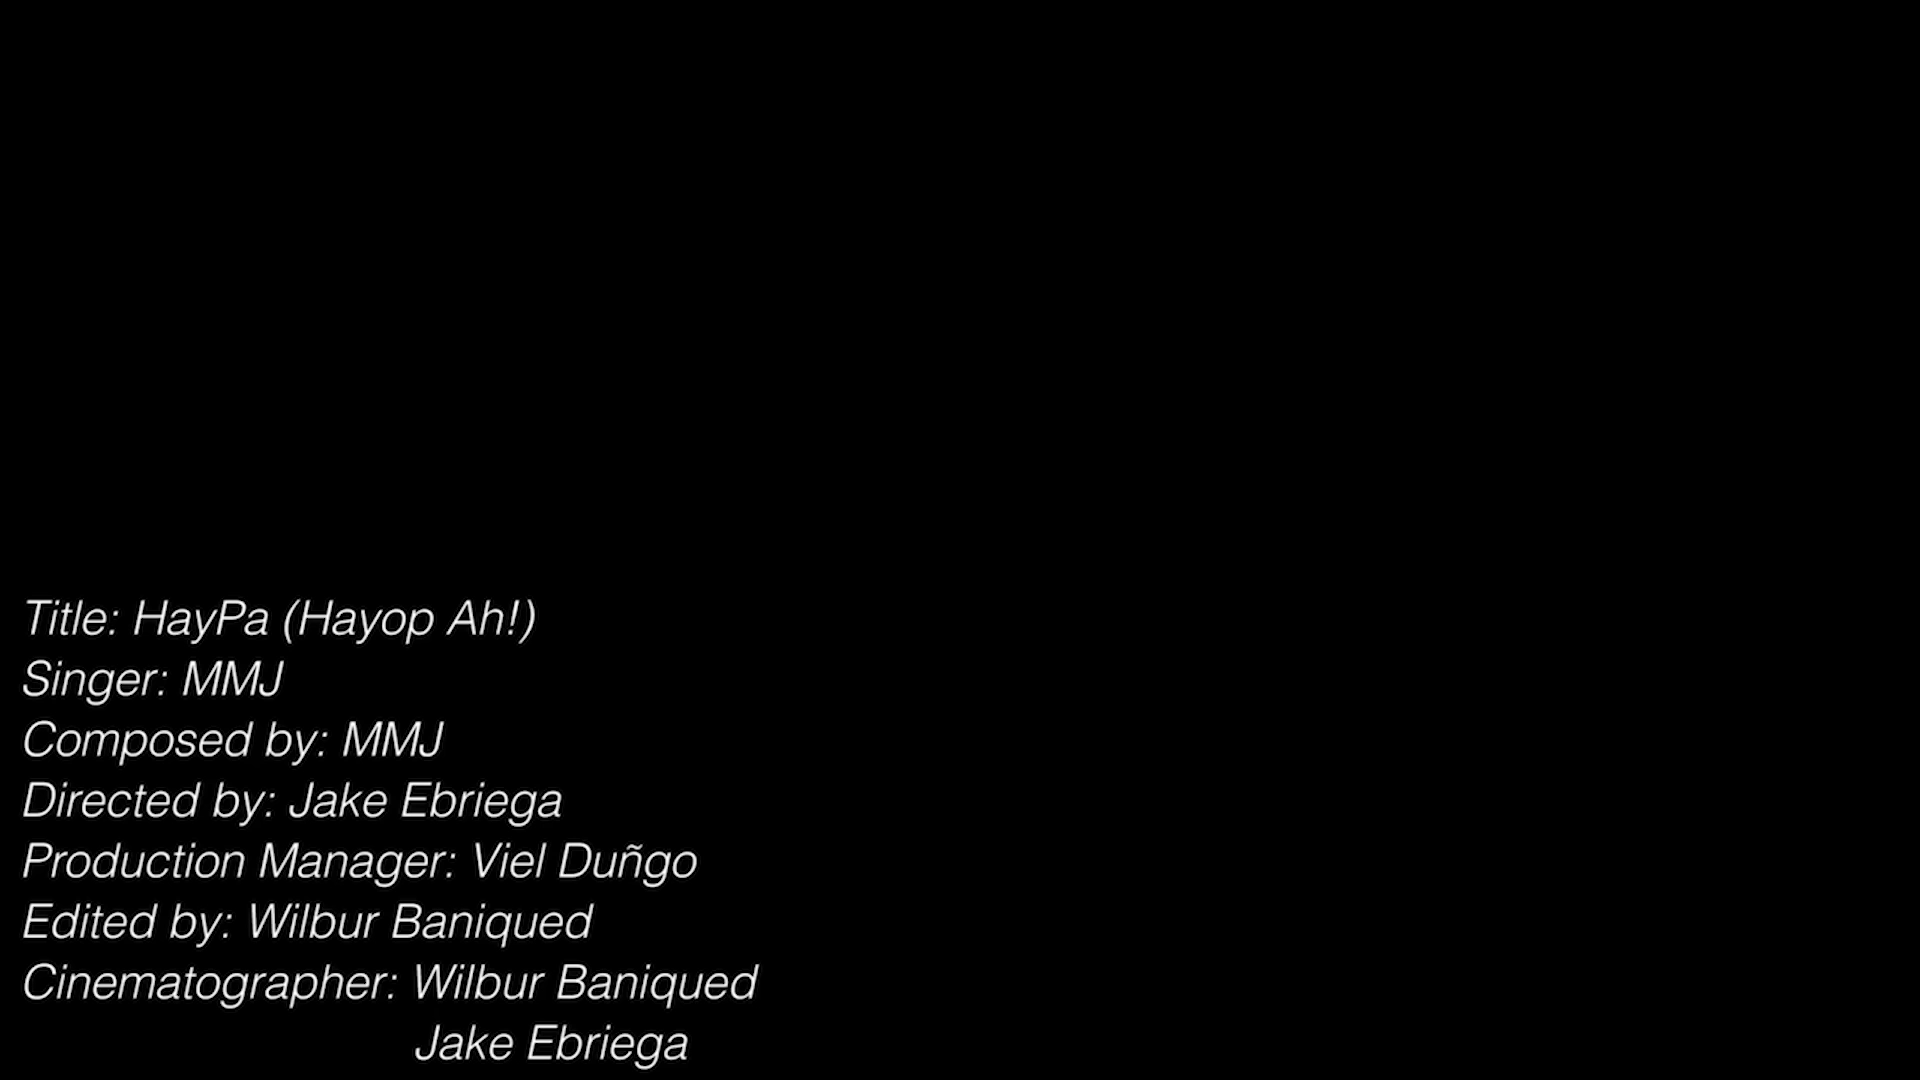 Title: HayPa (Hayop Ah!)
Singer: MMJ
Composed by: MMJ
Directed by: Jake Ebriega
Production Manager: Viel Duñgo
Edited by: Wilbur Baniqued
Cinematographer: Wilbur Baniqued
Jake Ebriega